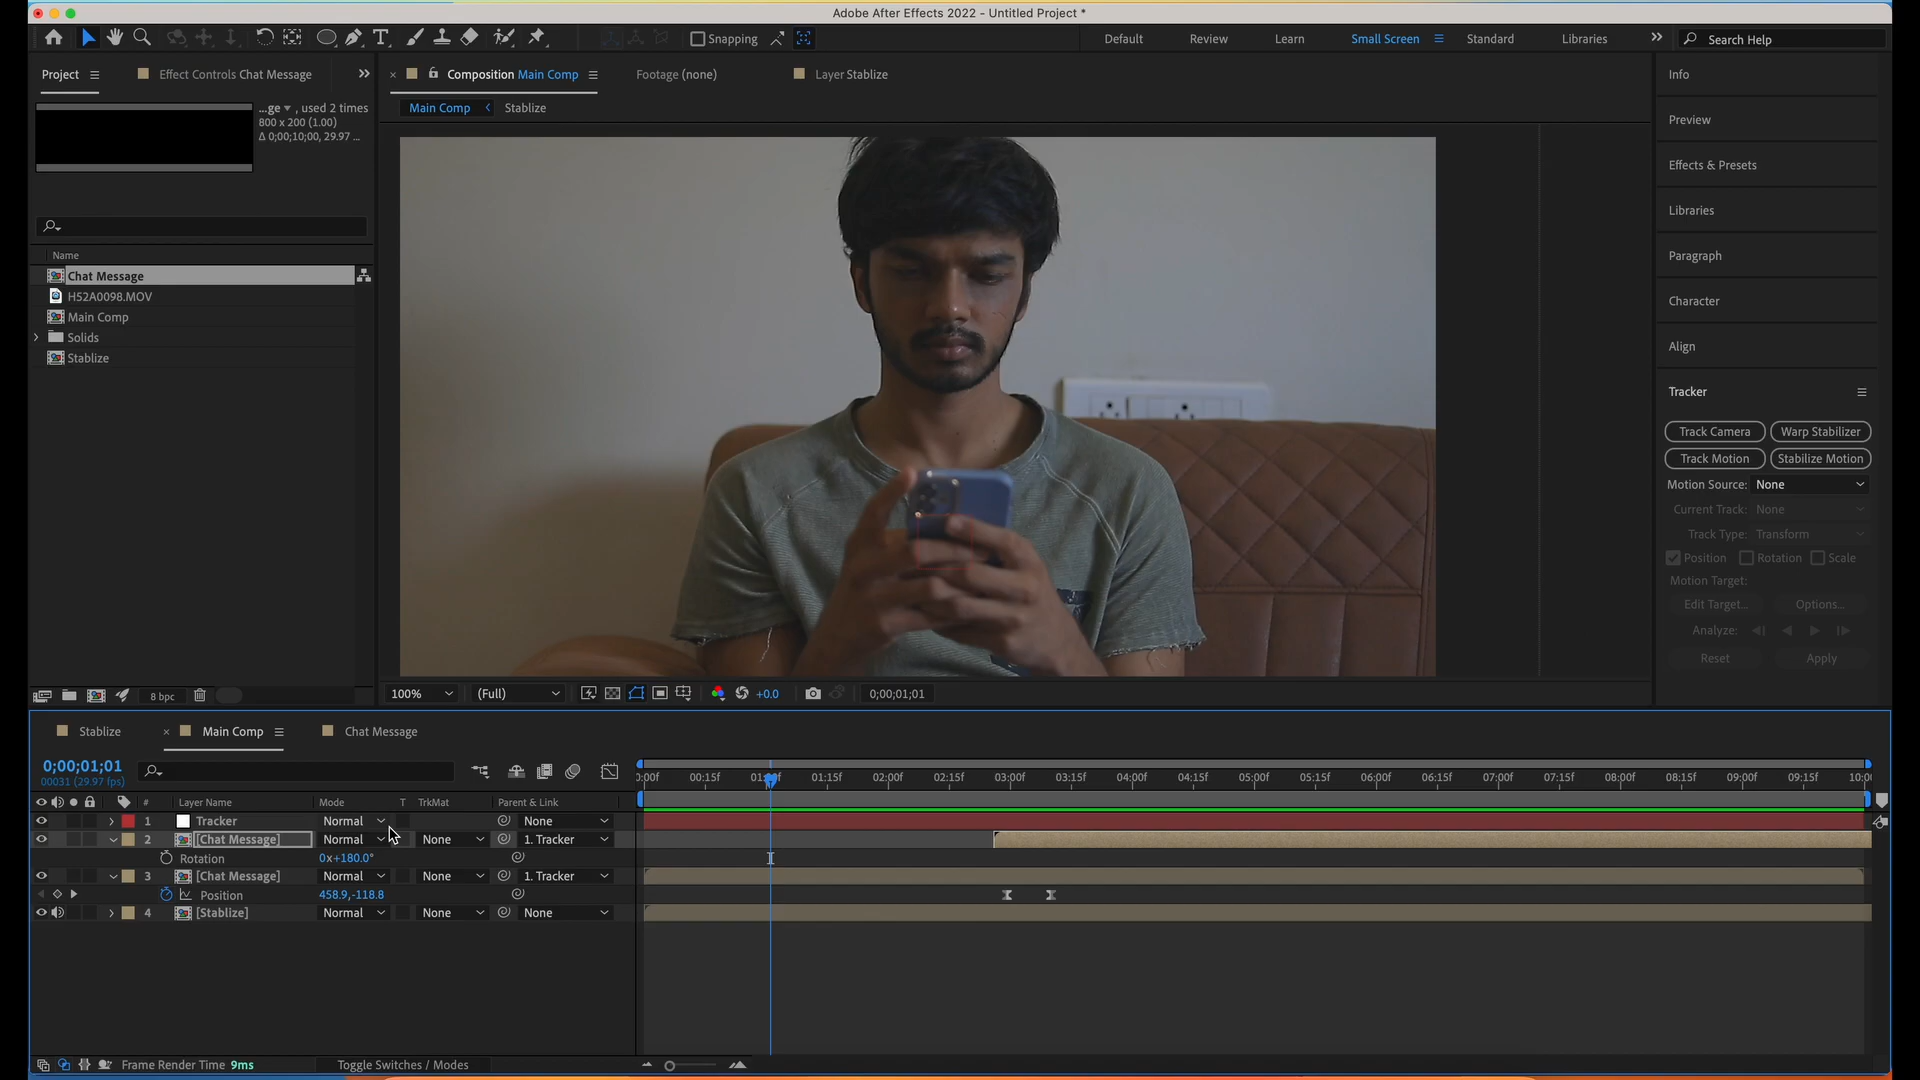 Adobe After Effects 2022 - Untitled Project *
Snapping
Default
Review
Learn
Small Screen
Standard
Libraries
Search Help
Project
Effect Controls Chat Message
Composition Main Comp
Footage (none)
Layer Stablize
Main Comp
Stablize
...ge , used 2 times
800 x 200 (1.00)
Δ 0;00;10;00, 29.97 ...
Name
Chat Message
H52A0098.MOV
Main Comp
Solids
Stablize
8 bpc
100%
(Full)
+0.0
0;00;01;01
Info
Preview
Effects & Presets
Libraries
Paragraph
Character
Align
Tracker
Track Camera
Warp Stabilizer
Track Motion
Stabilize Motion
Motion Source: None
Current Track: None
Track Type: Transform
Position Rotation Scale
Motion Target:
Edit Target... Options...
Analyze:
Reset Apply
Stablize
Main Comp
Chat Message
0;00;01;01
00031 (29.97 fps)
# Layer Name Mode T TrkMat Parent & Link
1 Tracker Normal None
2 [Chat Message] Normal None 1. Tracker
Rotation 0x+180.0°
3 [Chat Message] Normal None 1. Tracker
Position 458.9,-118.8
4 [Stablize] Normal None None
00:15f
01:15f 02:00f 02:15f 03:00f 03:15f 04:00f 04:15f 05:00f 05:15f 06:00f 06:15f 07:00f 07:15f 08:00f 08:15f 09:00f 09:15f
Frame Render Time 9ms
Toggle Switches / Modes